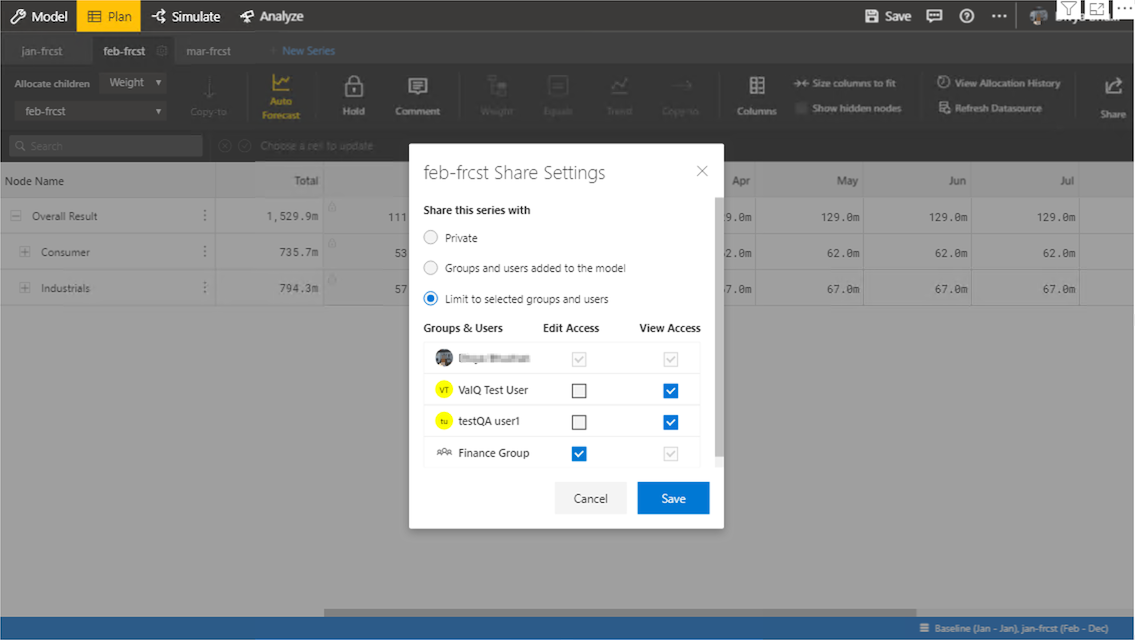 Model Plan Simulate Analyze Save
jan-frcst feb-frcst mar-frcst + New Series
Allocate children Weight
feb-frcst
Copy-to
Auto Forecast
Hold
Comment
Weight
Equals
Trend
Copy-to
Columns
Size columns to fit
Show hidden nodes
View Allocation History
Refresh Datasource
Share
Search Choose a cell to update
Node Name Total Apr May Jun Jul
Overall Result 1,529.9m 111 9.0m 129.0m 129.0m 129.0m
Consumer 735.7m 53 2.0m 62.0m 62.0m 62.0m
Industrials 794.3m 57 7.0m 67.0m 67.0m 67.0m
feb-frcst Share Settings
Share this series with
Private
Groups and users added to the model
Limit to selected groups and users
Groups & Users Edit Access View Access
VT ValQ Test User
tu testQA user1
Finance Group
Cancel Save
Baseline (Jan - Jan), jan-frcst (Feb - Dec)